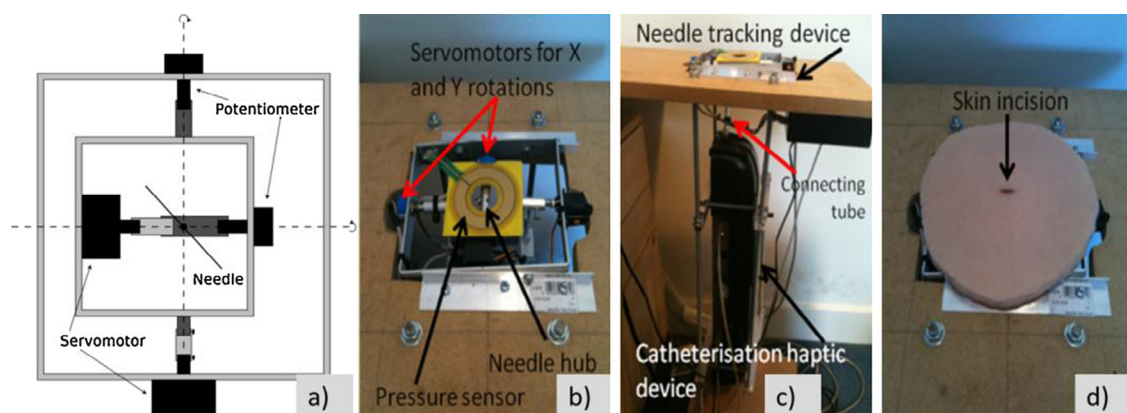 Potentiometer
Needle
Servomotor
a)
Servomotors for X
and Y rotations
Needle hub
Pressure sensor
b)
Needle tracking device
Connecting
tube
Catheterisation haptic
device
c)
Skin incision
d)